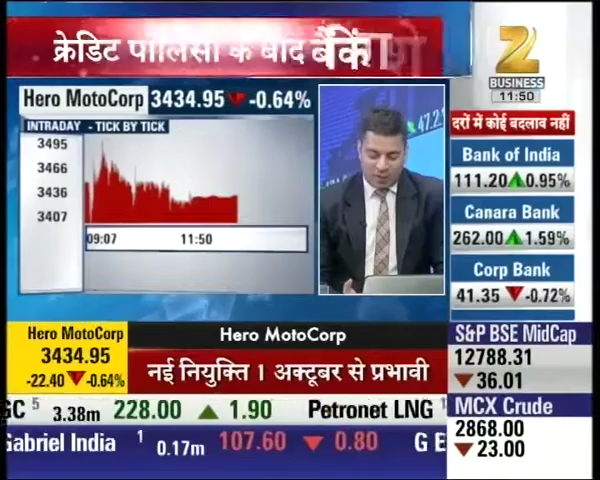 क्रेडिट पॉलिसी के बाद बैंक
Z
BUSINESS
11:50
Hero MotoCorp 3434.95 -0.64%
INTRADAY - TICK BY TICK
3495
3466
3436
3407
09:07 11:50
47.2
दरों में कोई बदलाव नहीं
Bank of India
111.20 0.95%
Canara Bank
262.00 1.59%
Corp Bank
41.35 -0.72%
Hero MotoCorp
3434.95
-22.40 -0.64%
Hero MotoCorp
नई नियुक्ति 1 अक्टूबर से प्रभावी
S&P BSE MidCap
12788.31
36.01
GC 5 3.38m 228.00 1.90 Petronet LNG
MCX Crude
2868.00
23.00
Gabriel India 1 0.17m 107.60 0.80 G E